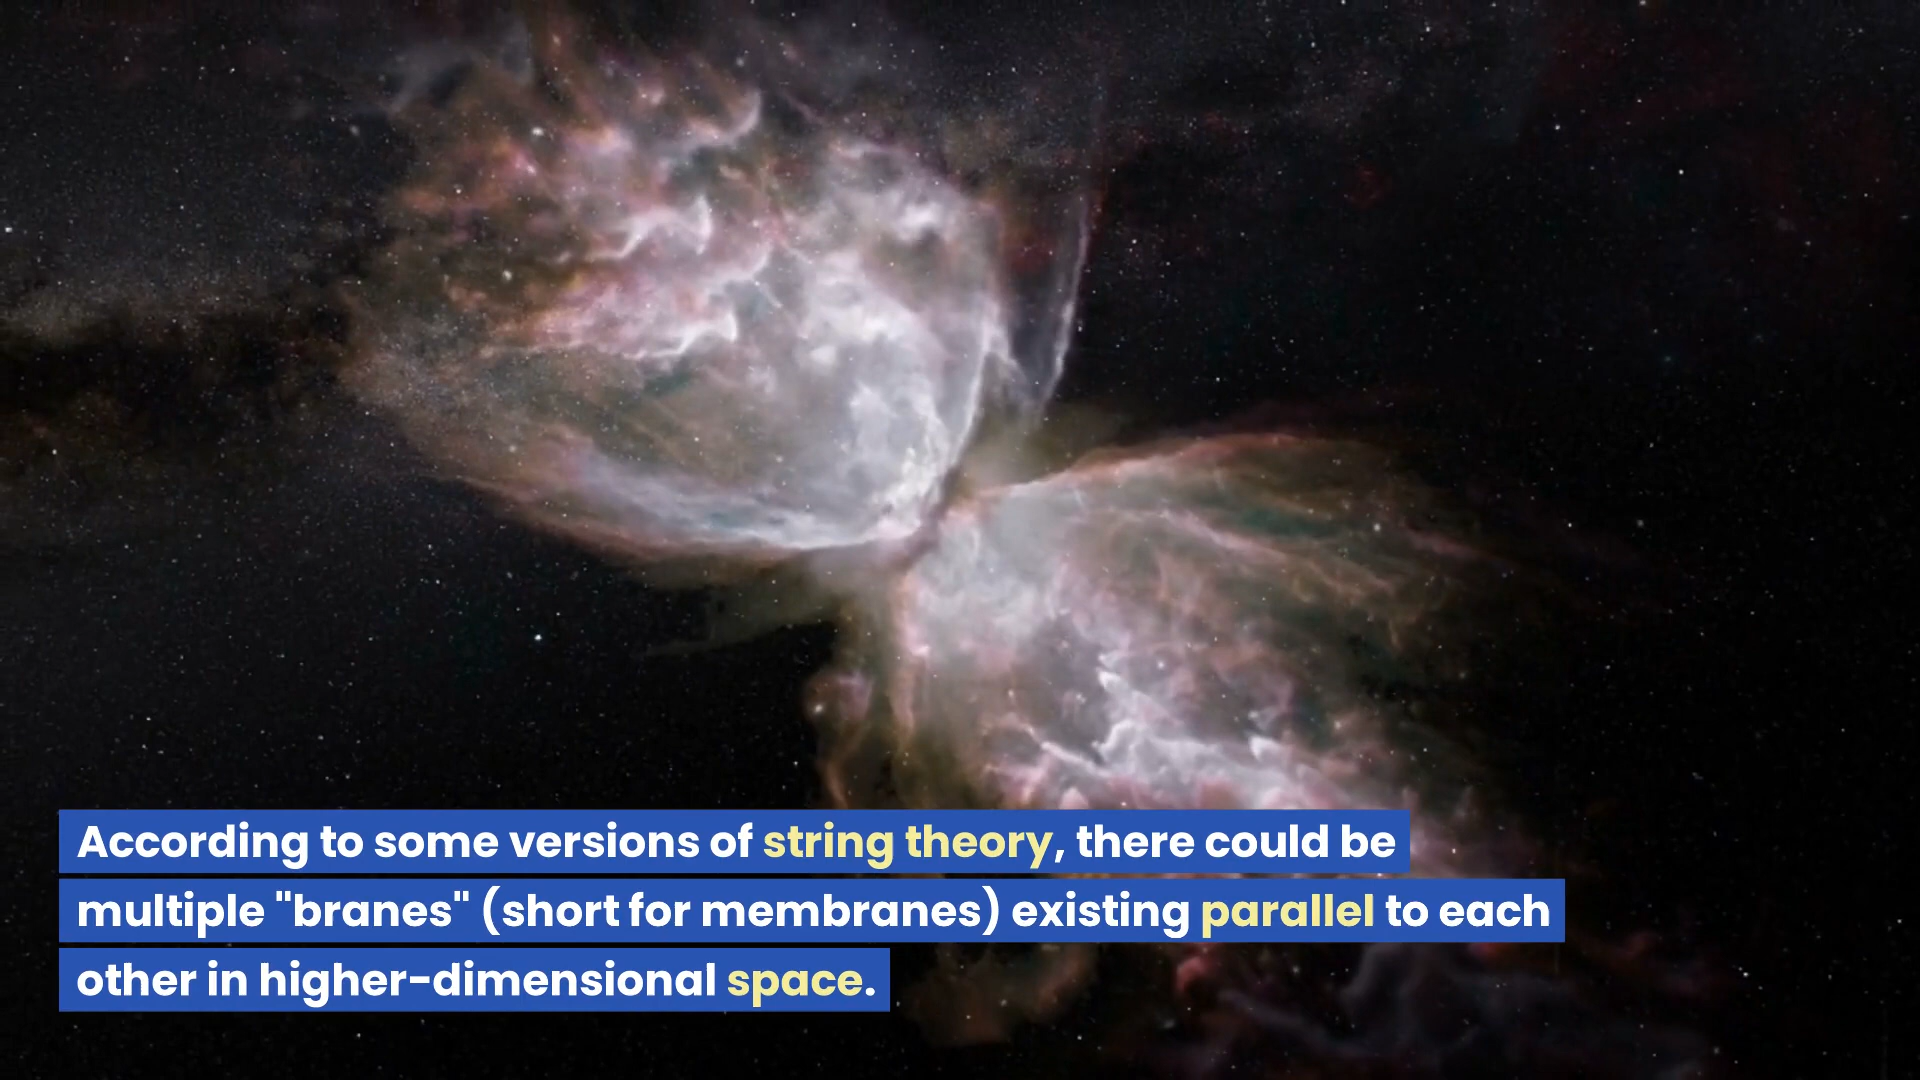 According to some versions of string theory, there could be
multiple "branes" (short for membranes) existing parallel to each
other in higher-dimensional space.